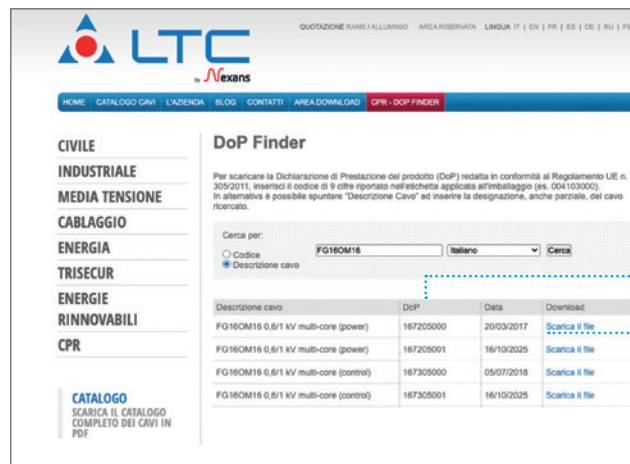 QUOTAZIONE RAME / ALLUMINIO AREA RISERVATA LINGUA IT | EN | FR | ES | DE | RU |
LTC
by Nexans
HOME CATALOGO CAVI L'AZIENDA BLOG CONTATTI AREA DOWNLOAD CPR - DOP FINDER
CIVILE
INDUSTRIALE
MEDIA TENSIONE
CABLAGGIO
ENERGIA
TRISECUR
ENERGIE
RINNOVABILI
CPR
CATALOGO
SCARICA IL CATALOGO
COMPLETO DEI CAVI IN
PDF
DoP Finder
Per scaricare la Dichiarazione di Prestazione del prodotto (DoP) redatta in conformità al Regolamento UE n.
305/2011, inserisci il codice di 9 cifre riportato nell'etichetta applicata all'imballaggio (es. 004103000).
In alternativa è possibile spuntare "Descrizione Cavo" ed inserire la designazione, anche parziale, del cavo
ricercato.
Cerca per:
Codice
Descrizione cavo
FG16OM16 Italiano Cerca
Descrizione cavo DoP Data Download
FG16OM16 0,6/1 kV multi-core (power) 167205000 20/03/2017 Scarica il file
FG16OM16 0,6/1 kV multi-core (power) 167205001 16/10/2025 Scarica il file
FG16OM16 0,6/1 kV multi-core (control) 167305000 05/07/2018 Scarica il file
FG16OM16 0,6/1 kV multi-core (control) 167305001 16/10/2025 Scarica il file